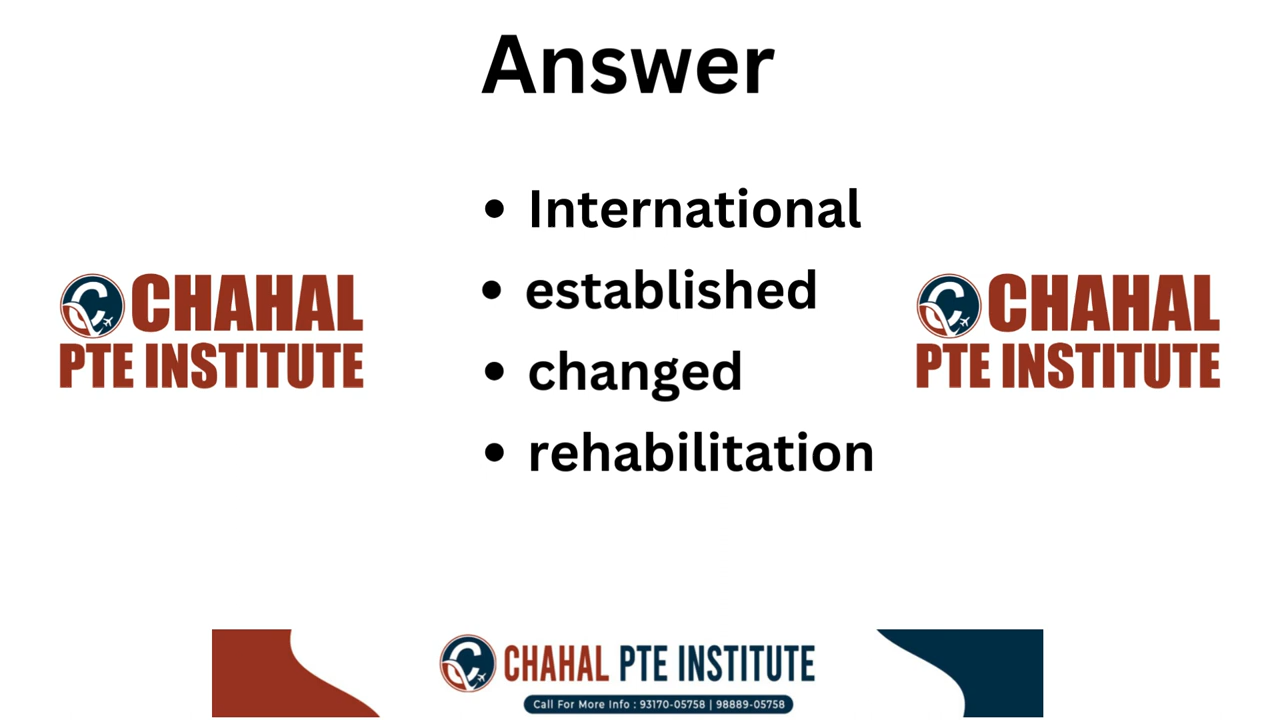 Answer
• International
• established
• changed
• rehabilitation
CHAHAL
PTE INSTITUTE
CHAHAL
PTE INSTITUTE
CHAHAL PTE INSTITUTE
Call For More Info : 93170-05758 | 98889-05758